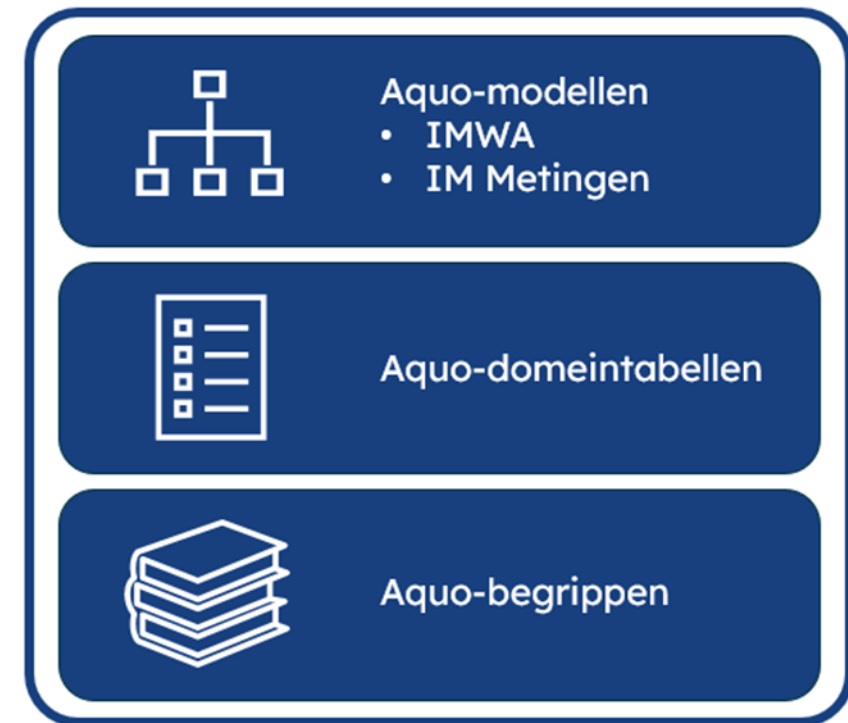 Aquo-modellen
• IMWA
• IM Metingen
Aquo-domeintabellen
Aquo-begrippen